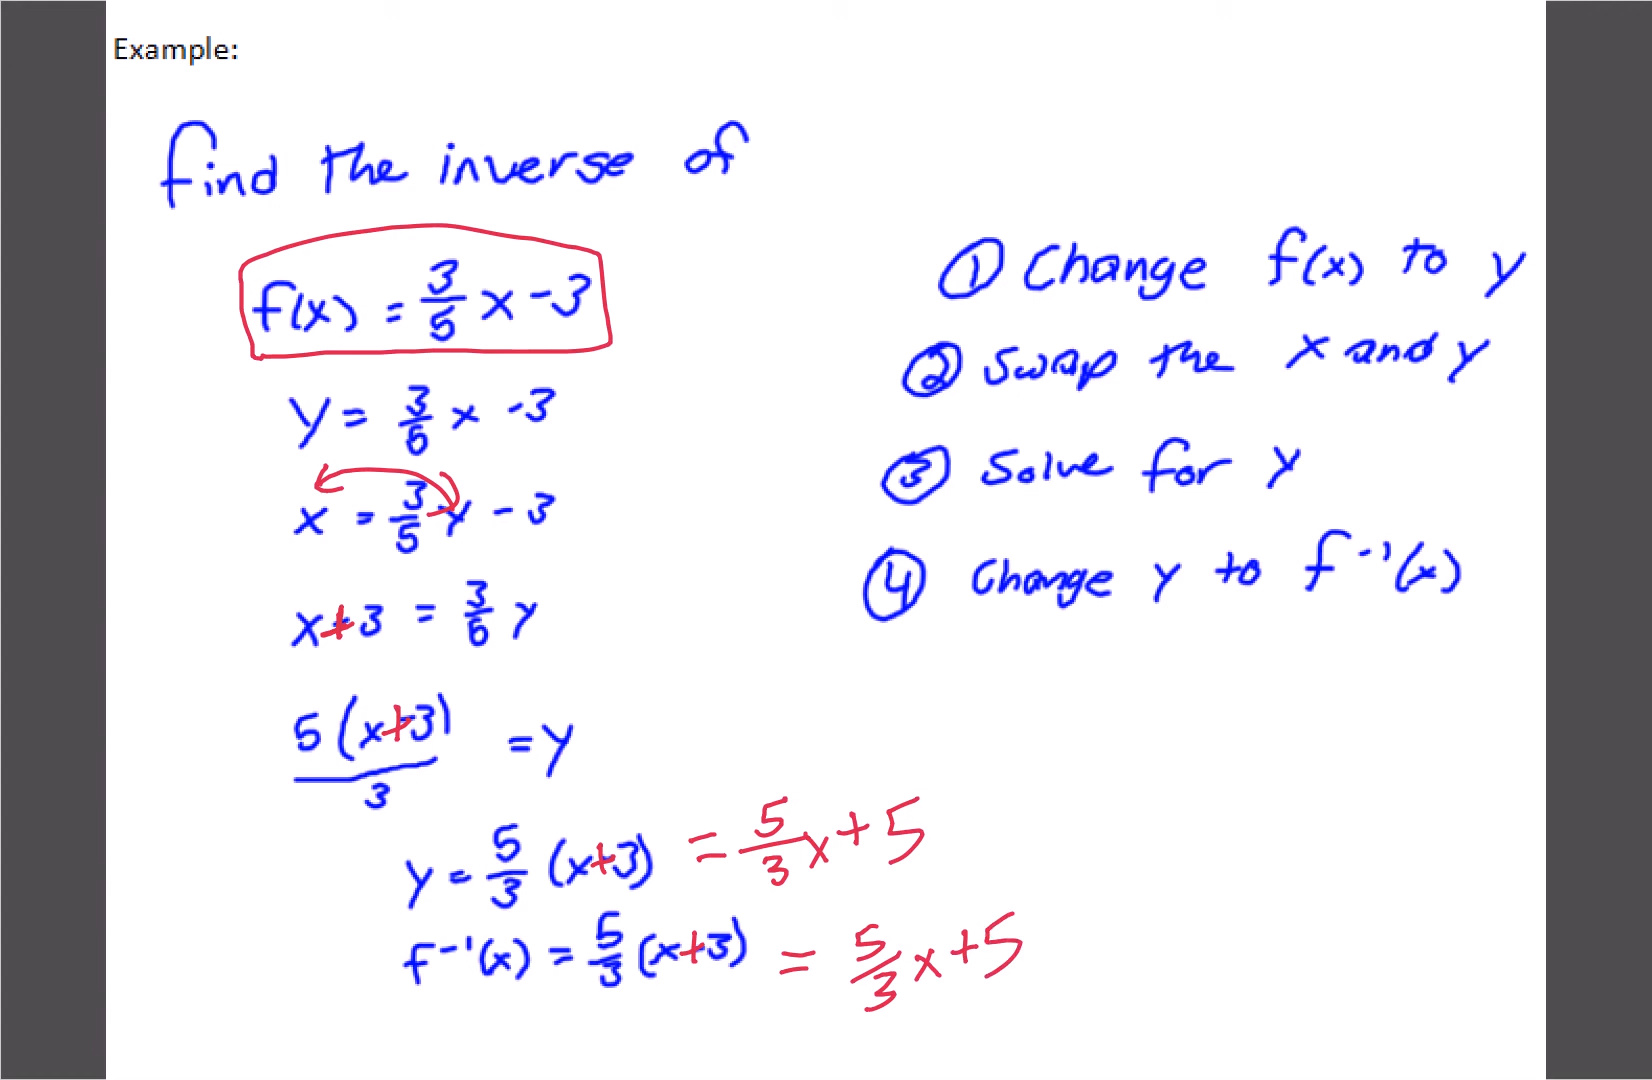 Example:
find the inverse of
f(x) = 3/5 x - 3
y = 3/5 x - 3
x = 3/5 y - 3
x + 3 = 3/5 y
5(x+3)/3 = y
y = 5/3 (x+3) = 5/3 x + 5
f⁻¹(x) = 5/3 (x+3) = 5/3 x + 5
① Change f(x) to y
② Swap the x and y
③ Solve for y
④ Change y to f⁻¹(x)